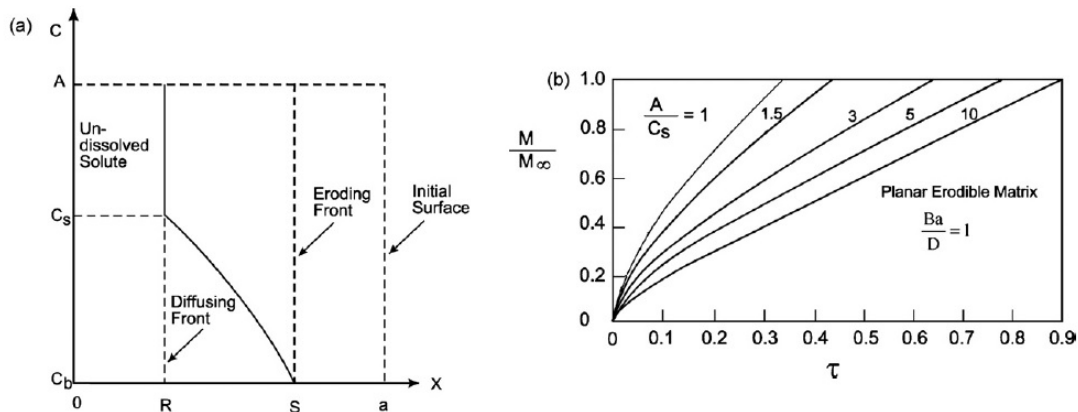 (a)
C
A
Un-
dissolved
Solute
Eroding
Front
Initial
Surface
Cs
Diffusing
Front
Cb
0
R
S
a
X
(b)
M
M∞
1.0
0.8
0.6
0.4
0.2
0
A
Cs
= 1
1.5
3
5
10
Planar Erodible Matrix
Ba
D
= 1
0
0.1
0.2
0.3
0.4
0.5
0.6
0.7
0.8
0.9
τ